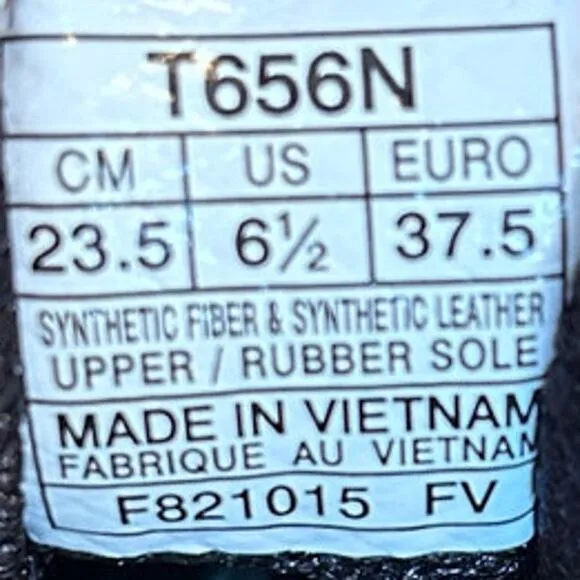 T656N
CM US EURO
23.5 6½ 37.5
SYNTHETIC FIBER & SYNTHETIC LEATHER
UPPER / RUBBER SOLE
MADE IN VIETNAM
FABRIQUE AU VIETNAM
F821015 FV